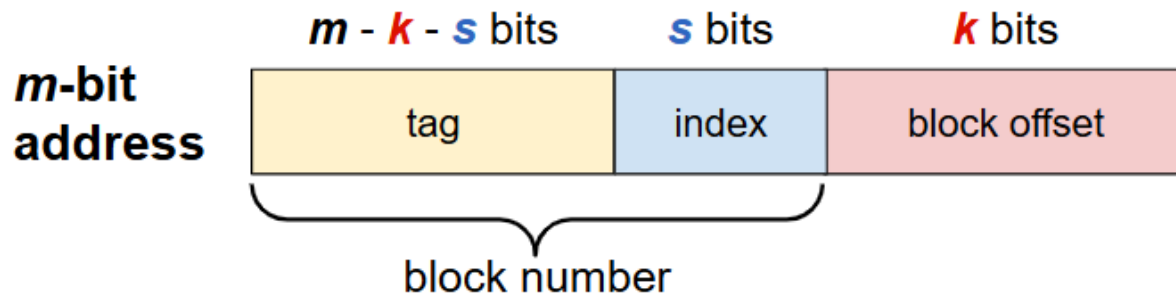 m - k - s bits
s bits
k bits
m-bit
address
tag
index
block offset
block number